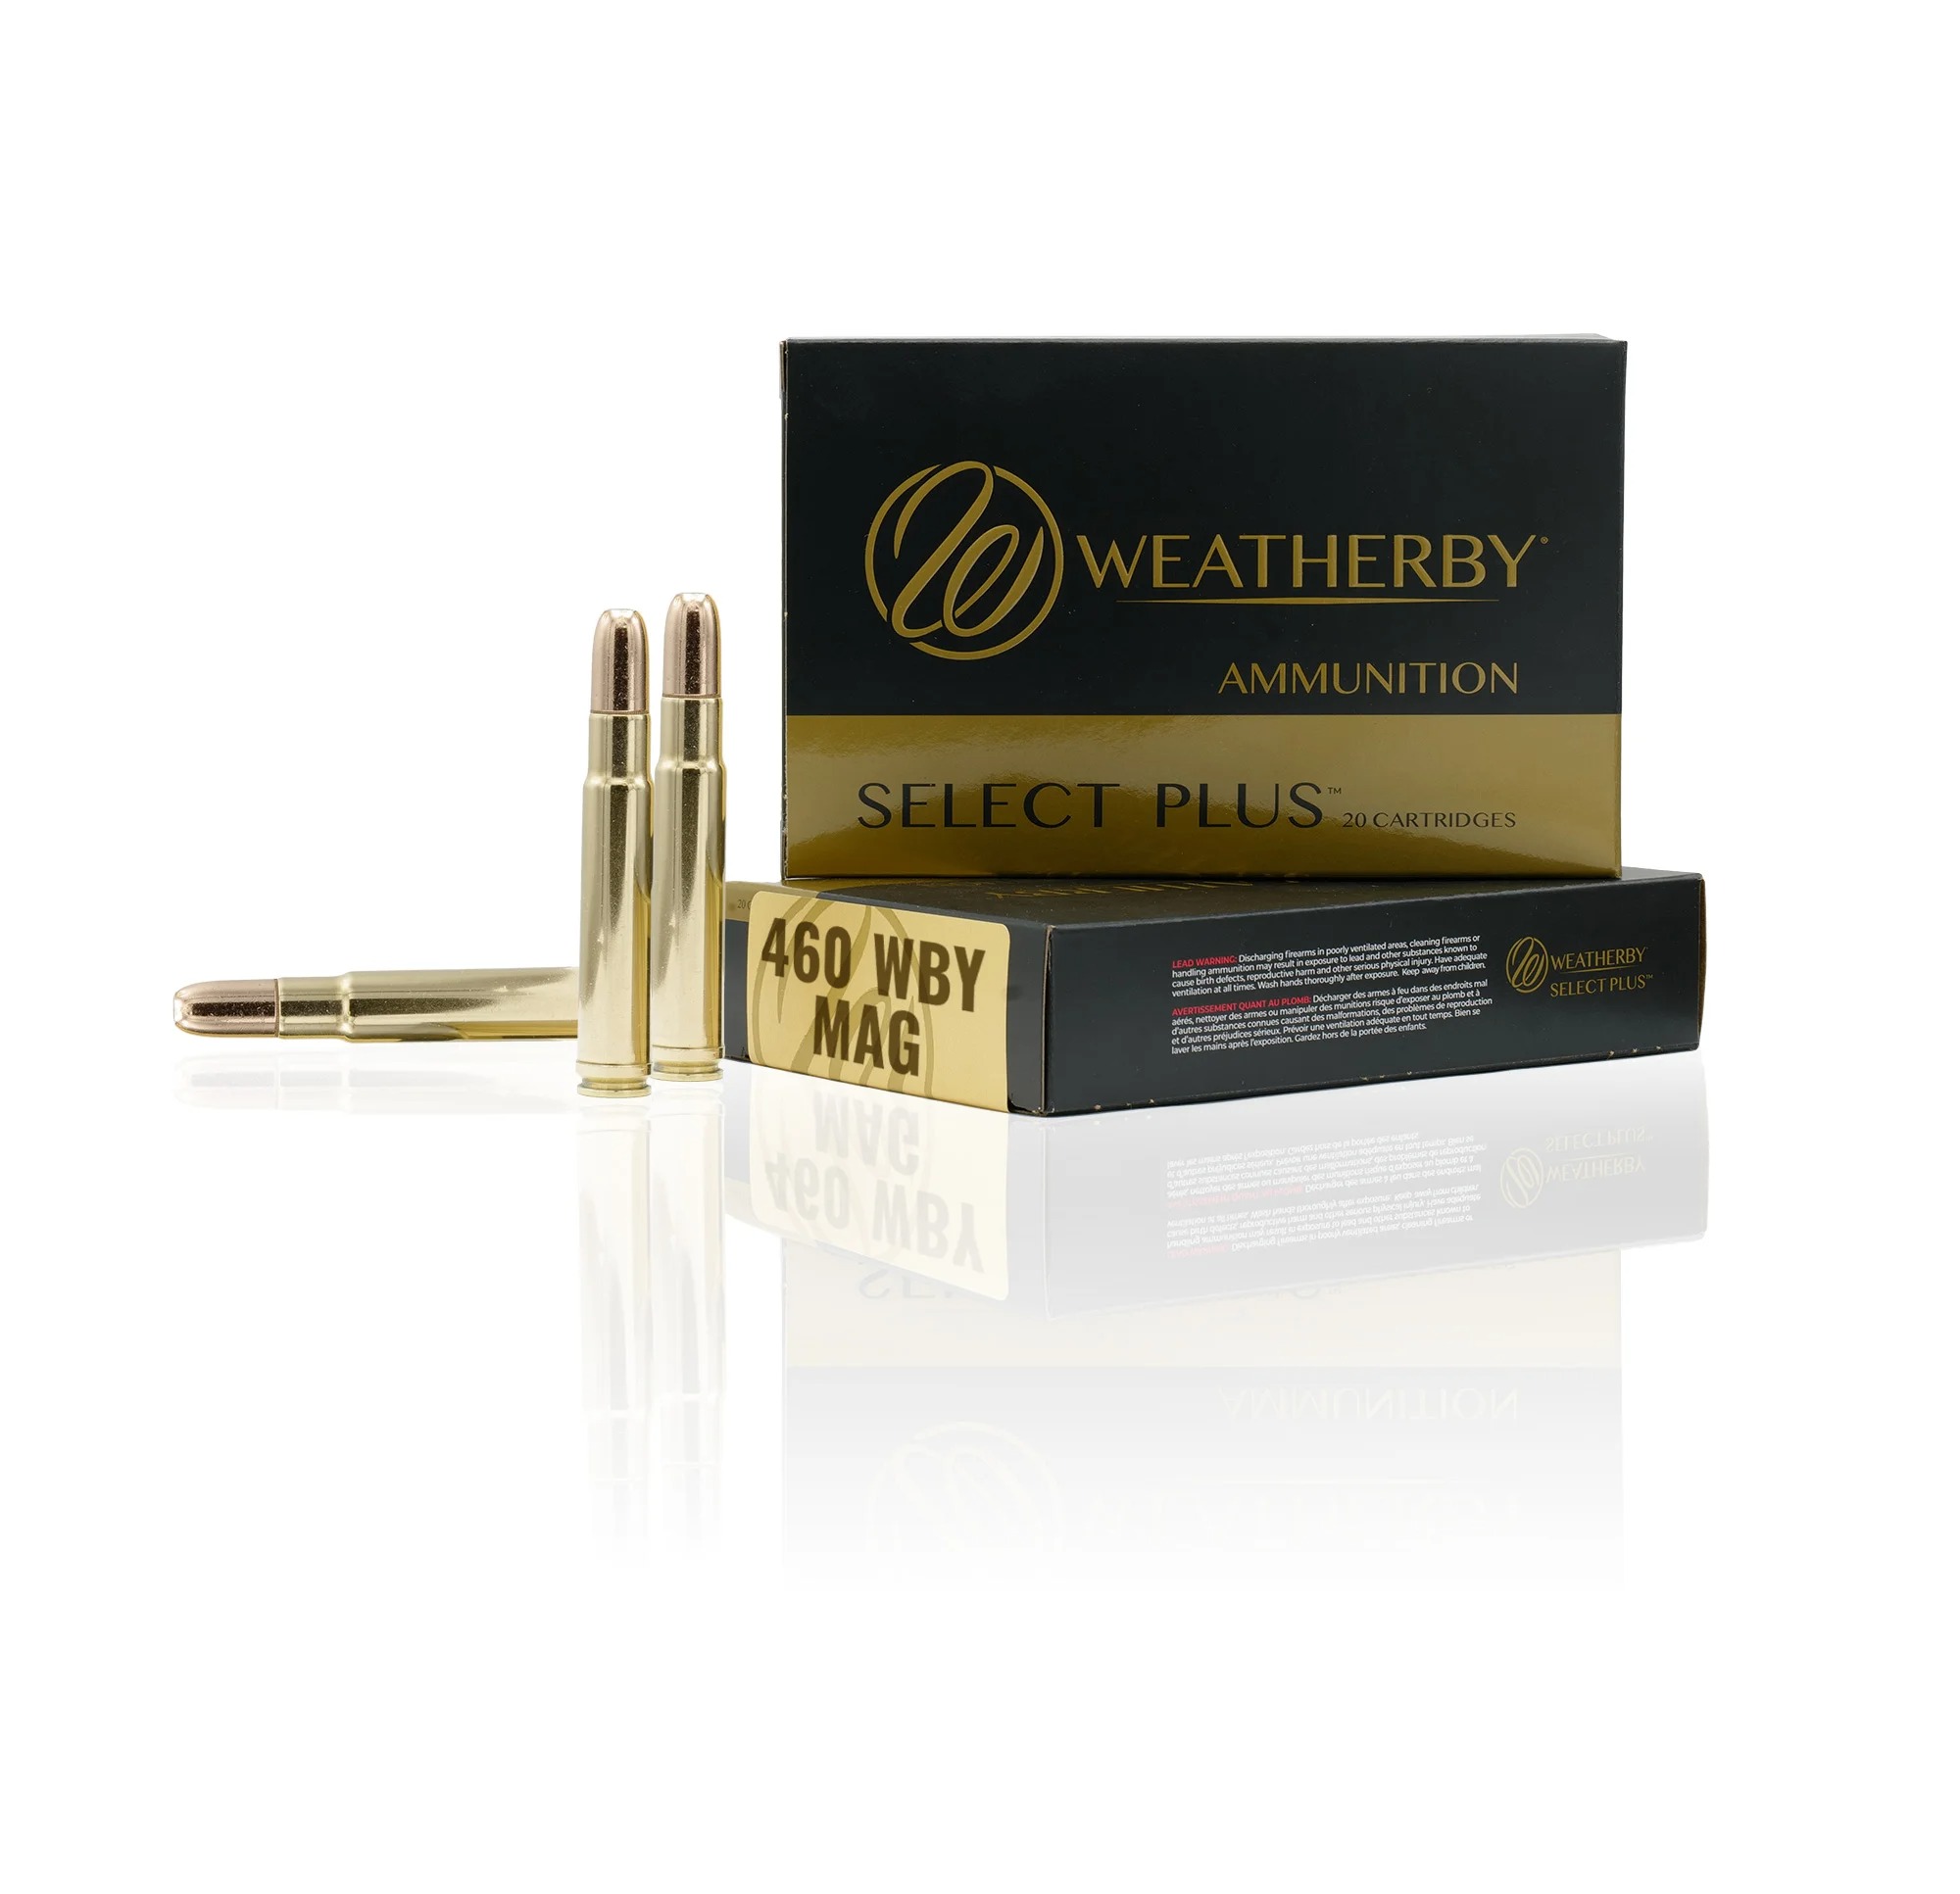 WEATHERBY®
AMMUNITION
SELECT PLUS™ 20 CARTRIDGES
460 WBY
MAG
LEAD WARNING: Discharging firearms in poorly ventilated areas, cleaning firearms or
handling ammunition may result in exposure to lead and other substances known to
cause birth defects, reproductive harm and other serious physical injury. Have adequate
ventilation at all times. Wash hands thoroughly after exposure. Keep away from children.
AVERTISSEMENT QUANT AU PLOMB: Décharger des armes à feu dans des endroits mal
aérés, nettoyer des armes ou manipuler des munitions risque d'exposer au plomb et à
d'autres substances connues causant des malformations, des problèmes de reproduction
et d'autres préjudices sérieux. Prévoir une ventilation adéquate en tout temps. Bien se
laver les mains après l'exposition. Gardez hors de la portée des enfants.
WEATHERBY
SELECT PLUS™